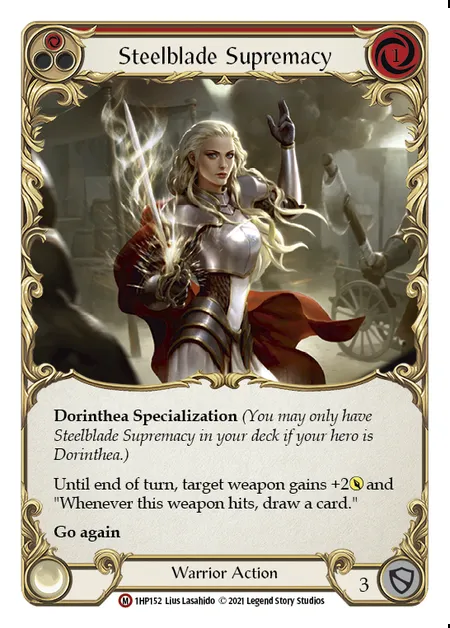 Steelblade Supremacy
1
Dorinthea Specialization (You may only have
Steelblade Supremacy in your deck if your hero is
Dorinthea.)
Until end of turn, target weapon gains +2 and
"Whenever this weapon hits, draw a card."
Go again
Warrior Action
3
M 1HP152 Lius Lasahido © 2021 Legend Story Studios